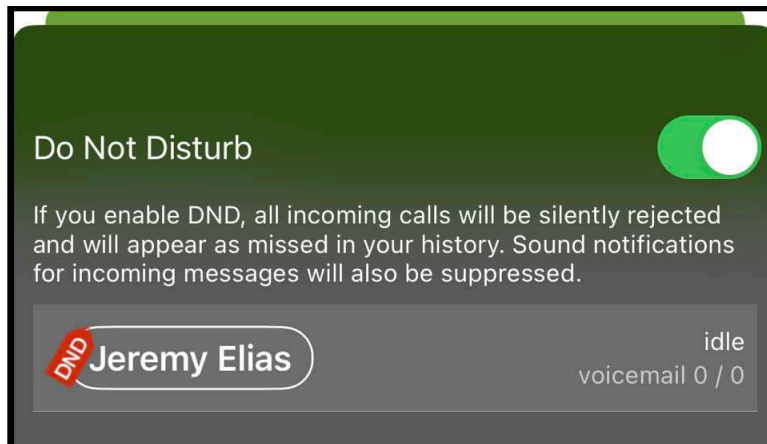 Do Not Disturb
If you enable DND, all incoming calls will be silently rejected
and will appear as missed in your history. Sound notifications
for incoming messages will also be suppressed.
DND
Jeremy Elias
idle
voicemail 0 / 0